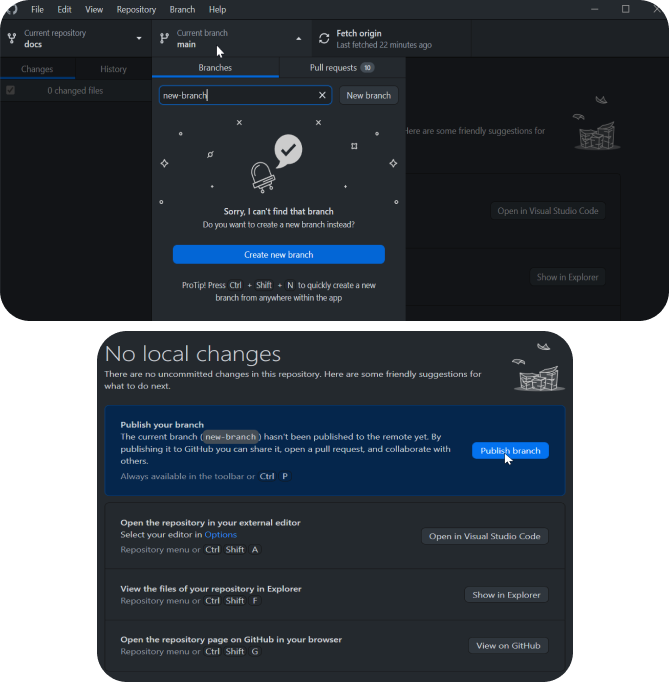 File Edit View Repository Branch Help
Current repository
docs
Current branch
main
Fetch origin
Last fetched 22 minutes ago
Changes
History
Branches
Pull requests 10
0 changed files
new-branch
New branch
Here are some friendly suggestions for
Sorry, I can't find that branch
Do you want to create a new branch instead?
Create new branch
ProTip! Press Ctrl + Shift + N to quickly create a new
branch from anywhere within the app
Open in Visual Studio Code
Show in Explorer
No local changes
There are no uncommitted changes in this repository. Here are some friendly suggestions for
what to do next.
Publish your branch
The current branch (new-branch) hasn't been published to the remote yet. By
publishing it to GitHub you can share it, open a pull request, and collaborate with
others.
Always available in the toolbar or Ctrl P
Publish branch
Open the repository in your external editor
Select your editor in Options
Repository menu or Ctrl Shift A
Open in Visual Studio Code
View the files of your repository in Explorer
Repository menu or Ctrl Shift F
Show in Explorer
Open the repository page on GitHub in your browser
Repository menu or Ctrl Shift G
View on GitHub